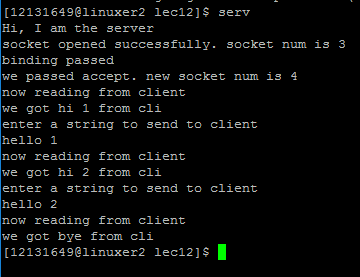 [12131649@linuxer2 lec12]$ serv
Hi, I am the server
socket opened successfully. socket num is 3
binding passed
we passed accept. new socket num is 4
now reading from client
we got hi 1 from cli
enter a string to send to client
hello 1
now reading from client
we got hi 2 from cli
enter a string to send to client
hello 2
now reading from client
we got bye from cli
[12131649@linuxer2 lec12]$